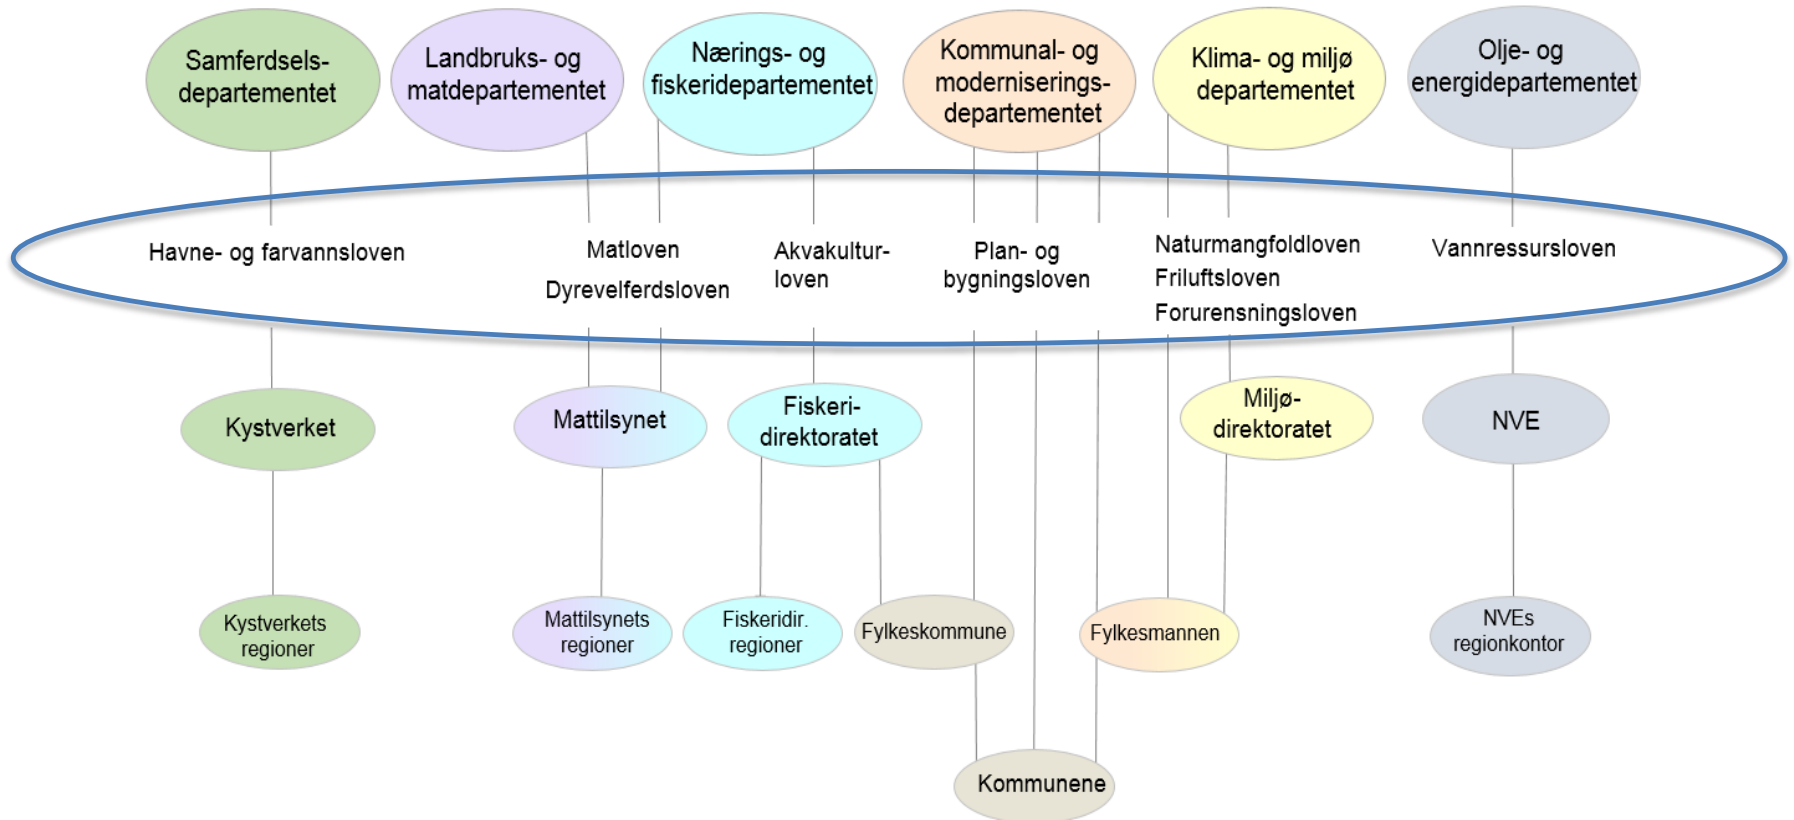 Samferdsels-
departementet
Landbruks- og
matdepartementet
Nærings- og
fiskeridepartementet
Kommunal- og
moderniserings-
departementet
Klima- og miljø
departementet
Olje- og
energidepartementet
Havne- og farvannsloven
Matloven
Dyrevelferdsloven
Akvakultur-
loven
Plan- og
bygningsloven
Naturmangfoldloven
Friluftsloven
Forurensningsloven
Vannressursloven
Kystverket
Mattilsynet
Fiskeri-
direktoratet
Miljø-
direktoratet
NVE
Kystverkets
regioner
Mattilsynets
regioner
Fiskeridir.
regioner
Fylkeskommune
Fylkesmannen
NVEs
regionkontor
Kommunene